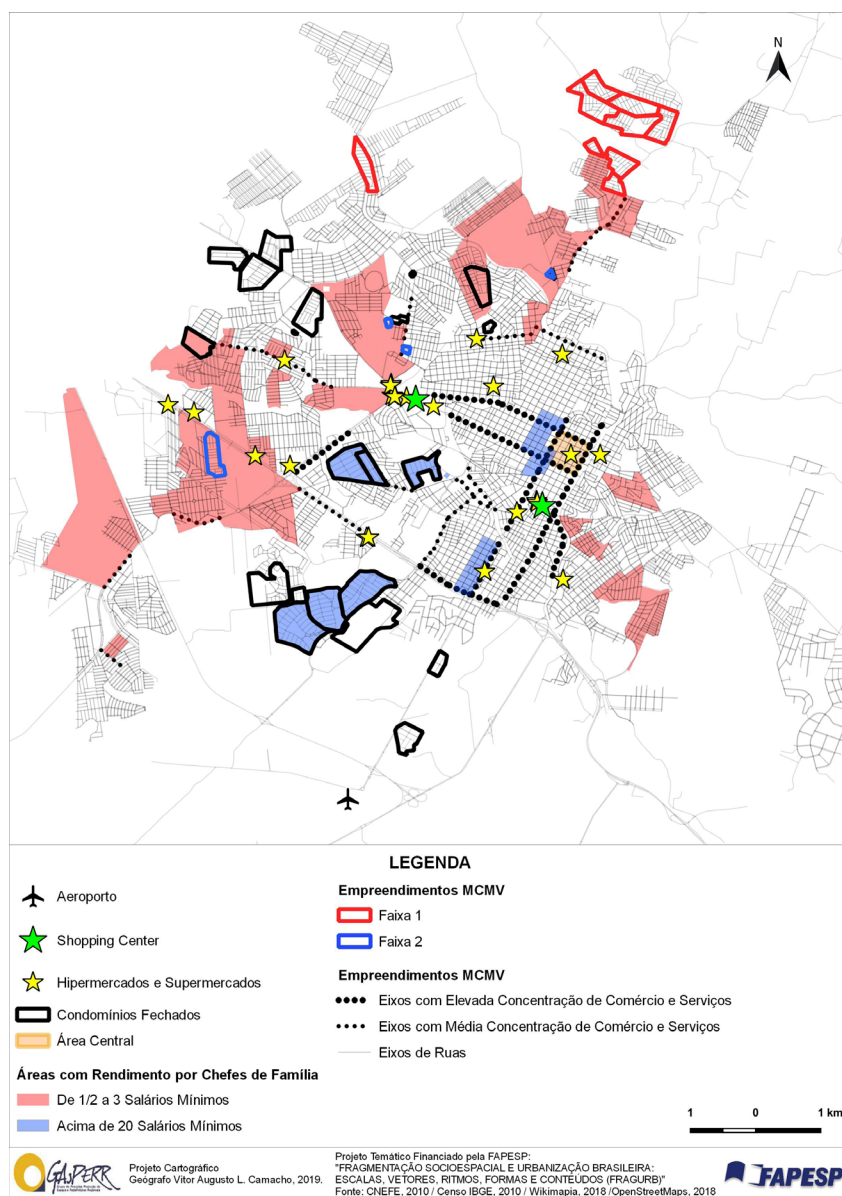 N
LEGENDA
Aeroporto
Shopping Center
Hipermercados e Supermercados
Condomínios Fechados
Área Central
Áreas com Rendimento por Chefes de Família
De 1/2 a 3 Salários Mínimos
Acima de 20 Salários Mínimos
Empreendimentos MCMV
Faixa 1
Faixa 2
Empreendimentos MCMV
Eixos com Elevada Concentração de Comércio e Serviços
Eixos com Média Concentração de Comércio e Serviços
Eixos de Ruas
1 0 1 km
GAsPERR
Projeto Cartográfico
Geógrafo Vitor Augusto L. Camacho, 2019.
Projeto Temático Financiado pela FAPESP:
"FRAGMENTAÇÃO SOCIOESPACIAL E URBANIZAÇÃO BRASILEIRA:
ESCALAS, VETORES, RITMOS, FORMAS E CONTEÚDOS (FRAGURB)"
Fonte: CNEFE, 2010 / Censo IBGE, 2010 / Wikimapia, 2018 /OpenStreetMaps, 2018
FAPESP